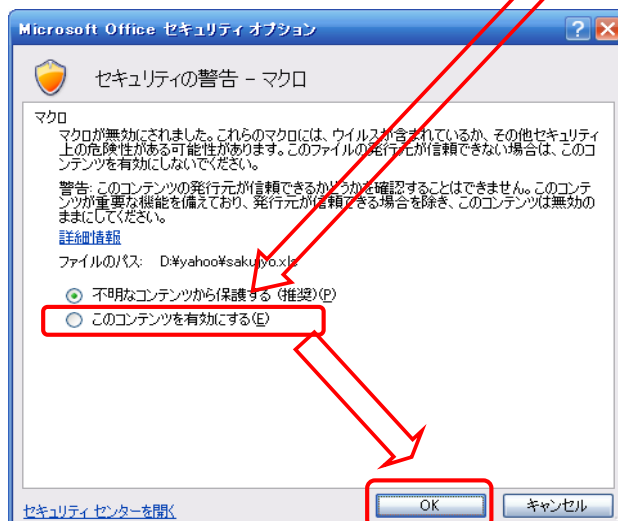 Microsoft Office セキュリティ オプション
セキュリティの警告 - マクロ
マクロ
マクロが無効にされました。これらのマクロには、ウイルスが含まれているか、その他セキュリティ
上の危険性がある可能性があります。このファイルの発行元が信頼できない場合は、このコ
ンテンツを有効にしないでください。
警告: このコンテンツの発行元が信頼できるかどうかを確認することはできません。このコンテ
ンツが重要な機能を備えており、発行元が信頼できる場合を除き、このコンテンツは無効の
ままにしてください。
詳細情報
ファイルのパス: D:¥yahoo¥sakujyo.xls
不明なコンテンツから保護する (推奨)(P)
このコンテンツを有効にする(E)
セキュリティ センターを開く
OK
キャンセル